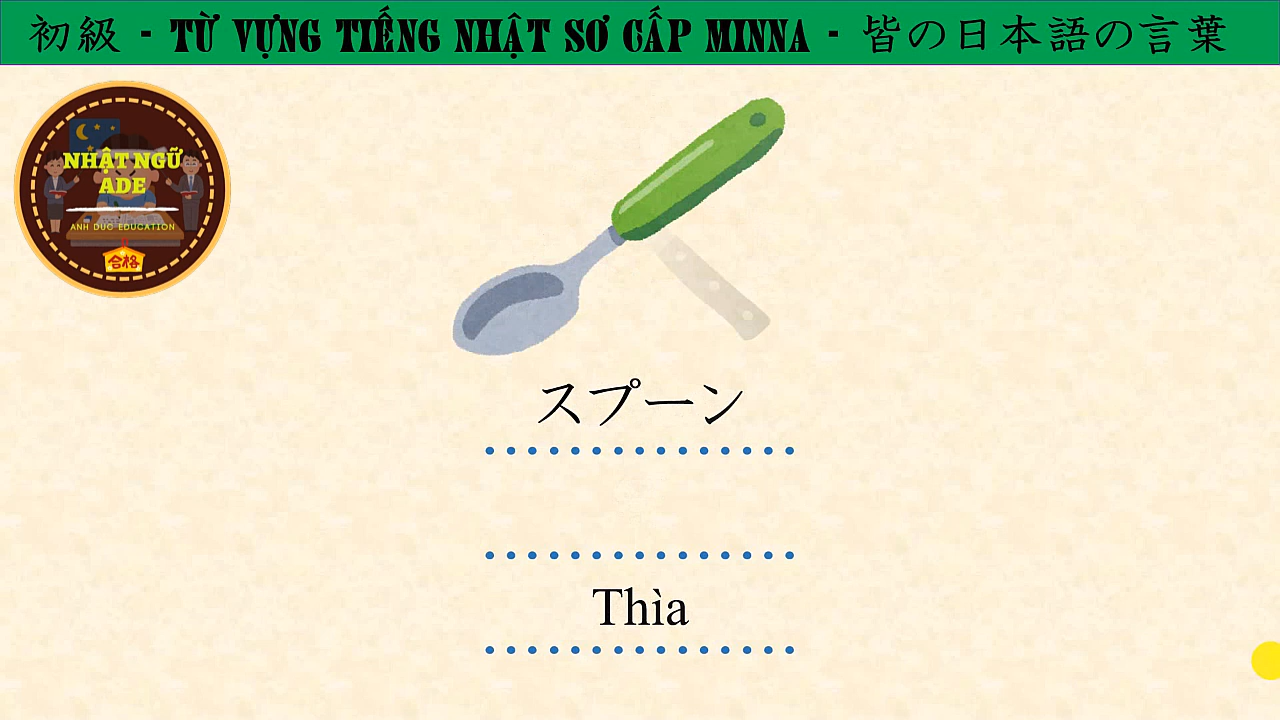 初級 - TỪ VỰNG TIẾNG NHẬT SƠ CẤP MINNA - 皆の日本語の言葉
NHẬT NGỮ
ADE
ANH DUC EDUCATION
合格
スプーン
Thìa